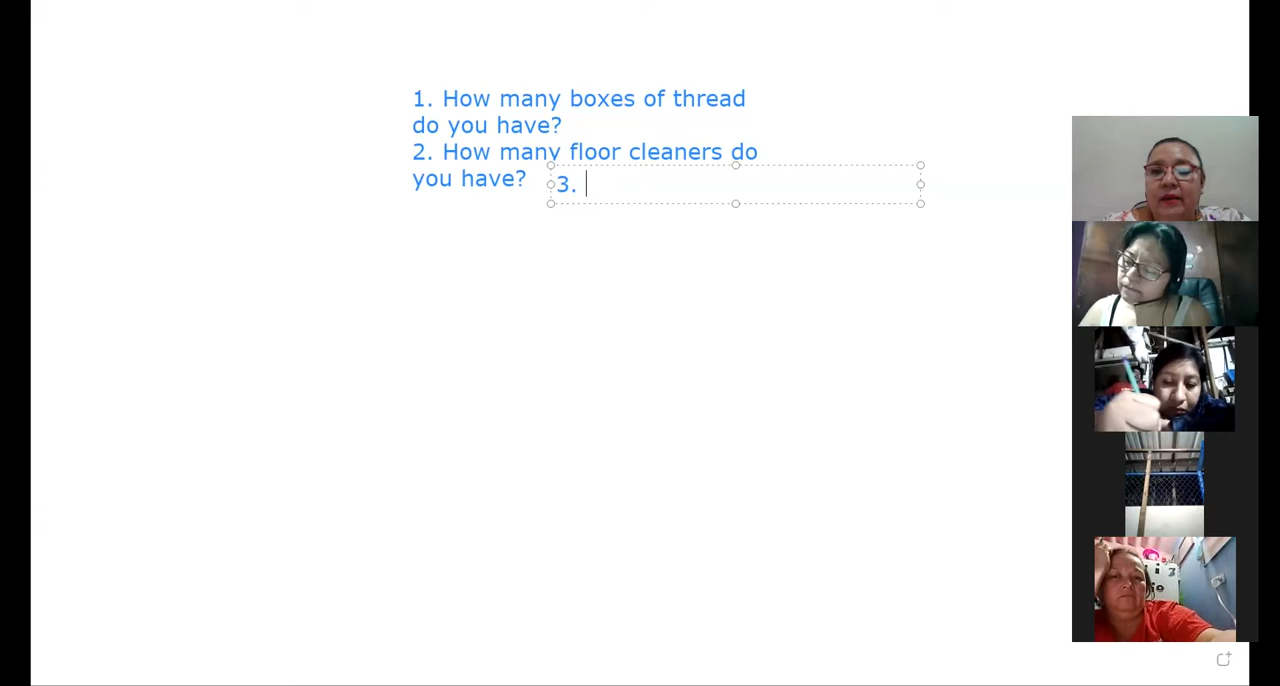 1. How many boxes of thread
do you have?
2. How many floor cleaners do
you have?
3.